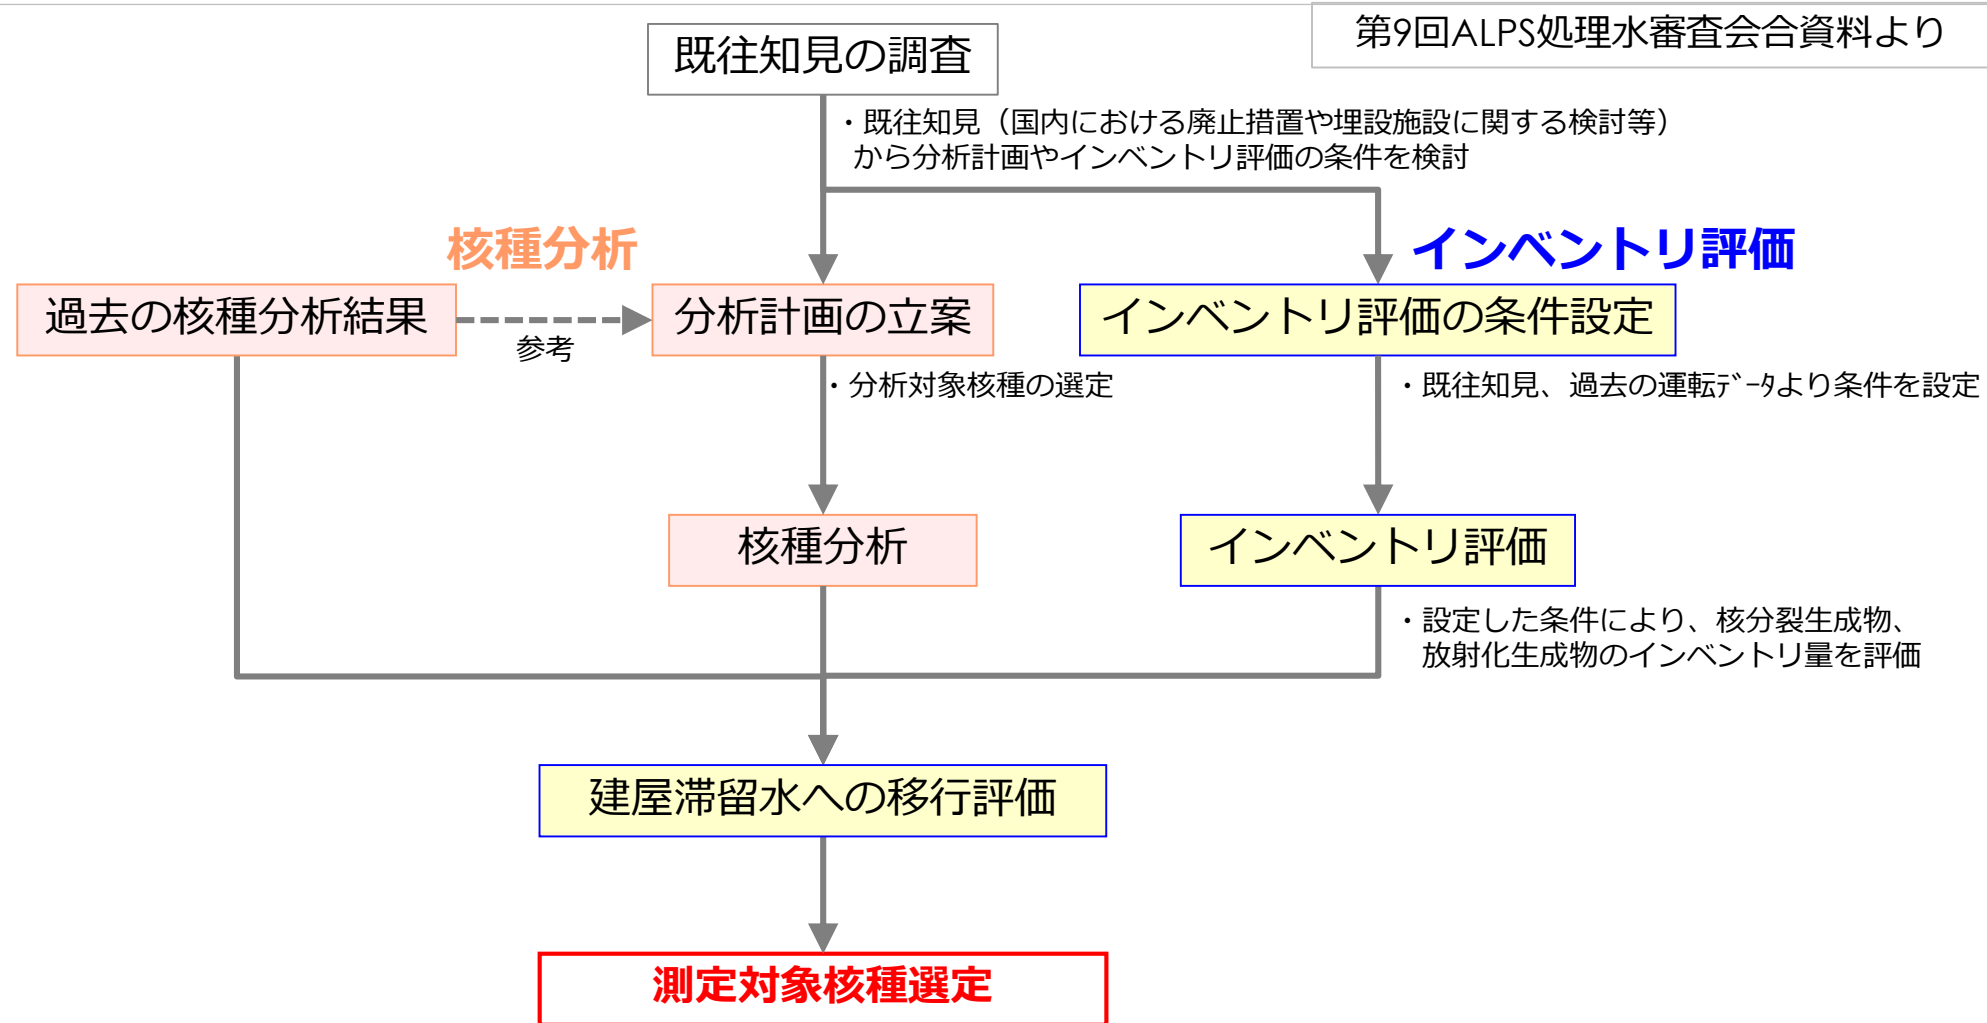 第9回ALPS処理水審査会合資料より
既往知見の調査
・既往知見（国内における廃止措置や埋設施設に関する検討等）
から分析計画やインベントリ評価の条件を検討
核種分析
インベントリ評価
過去の核種分析結果
参考
分析計画の立案
インベントリ評価の条件設定
・分析対象核種の選定
・既往知見、過去の運転ﾃﾞｰﾀより条件を設定
核種分析
インベントリ評価
・設定した条件により、核分裂生成物、
放射化生成物のインベントリ量を評価
建屋滞留水への移行評価
測定対象核種選定